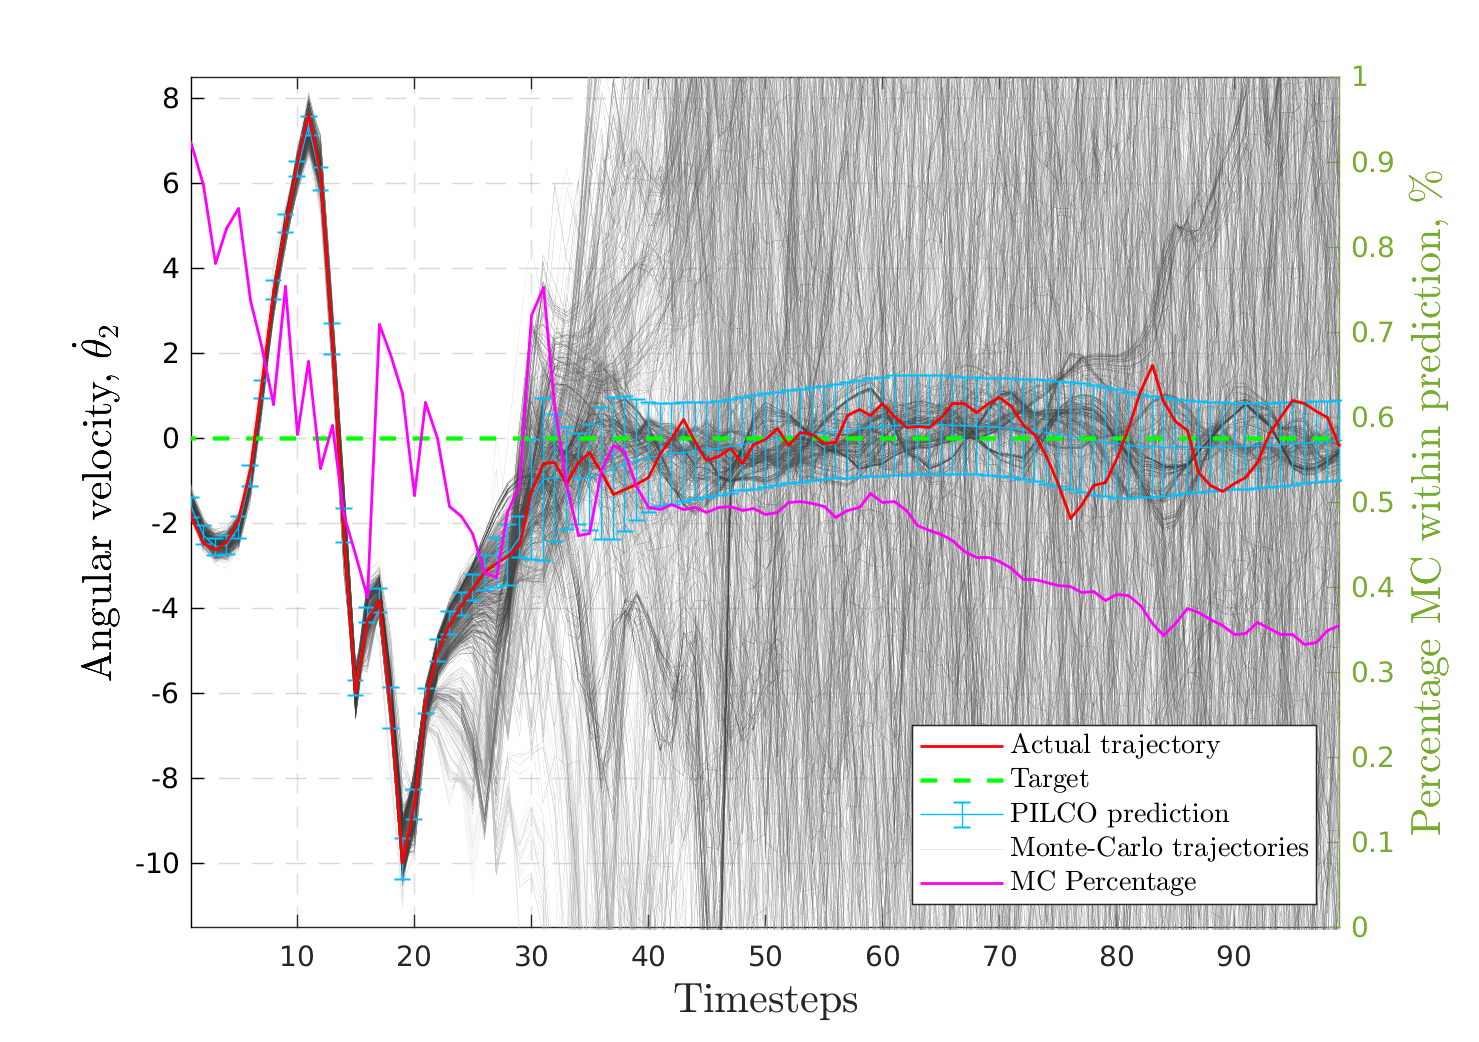 8
6
4
2
0
-2
-4
-6
-8
-10
Angular velocity, θ̇₂
10 20 30 40 50 60 70 80 90
Timesteps
1
0.9
0.8
0.7
0.6
0.5
0.4
0.3
0.2
0.1
0
Percentage MC within prediction, %
Actual trajectory
Target
PILCO prediction
Monte-Carlo trajectories
MC Percentage